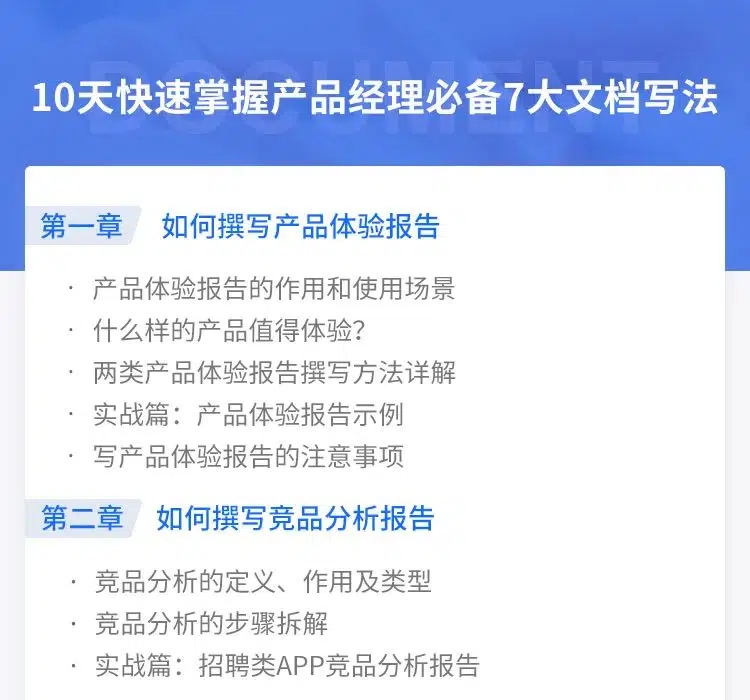 DOCUMENT
10天快速掌握产品经理必备7大文档写法
第一章 如何撰写产品体验报告
· 产品体验报告的作用和使用场景
· 什么样的产品值得体验？
· 两类产品体验报告撰写方法详解
· 实战篇：产品体验报告示例
· 写产品体验报告的注意事项
第二章 如何撰写竞品分析报告
· 竞品分析的定义、作用及类型
· 竞品分析的步骤拆解
· 实战篇：招聘类APP竞品分析报告